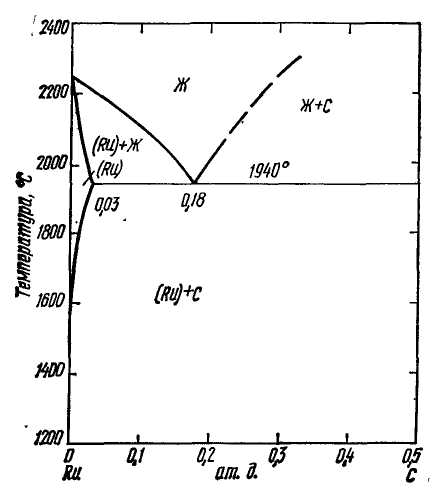 2400
2200
2000
1800
1600
1400
1200
Температура, °С
Ж
Ж+С
(Ru)+Ж
(Ru)
1940°
0,03
0,18
(Ru)+С
0
0,1
0,2
0,3
0,4
0,5
Ru
ат. д.
С